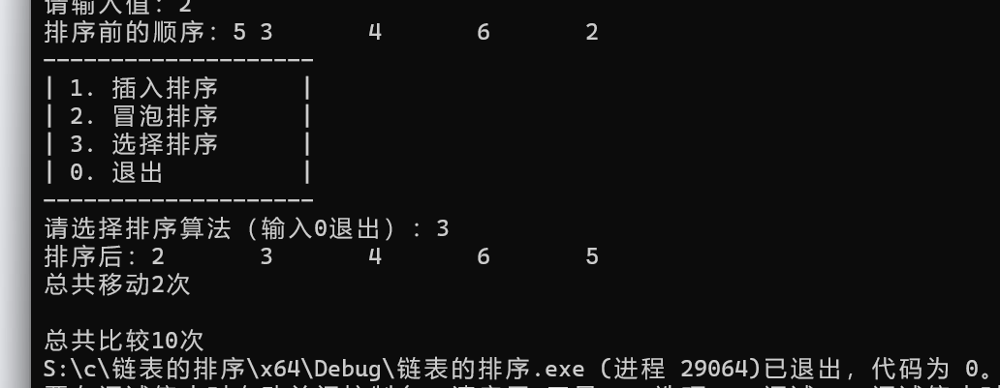 请输入值：2
排序前的顺序：5 3 4 6 2
--------------------
| 1. 插入排序 |
| 2. 冒泡排序 |
| 3. 选择排序 |
| 0. 退出 |
--------------------
请选择排序算法（输入0退出）：3
排序后：2 3 4 6 5
总共移动2次
总共比较10次
S:\c\链表的排序\x64\Debug\链表的排序.exe (进程 29064)已退出，代码为 0。